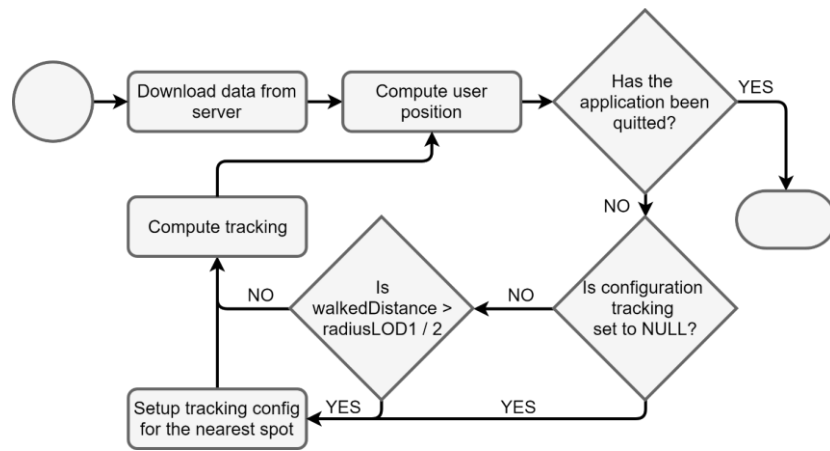 Download data from
server
Compute user
position
Has the
application been
quitted?
YES
NO
Compute tracking
Is
walkedDistance >
radiusLOD1 / 2
NO
NO
Is configuration
tracking
set to NULL?
Setup tracking config
for the nearest spot
YES
YES